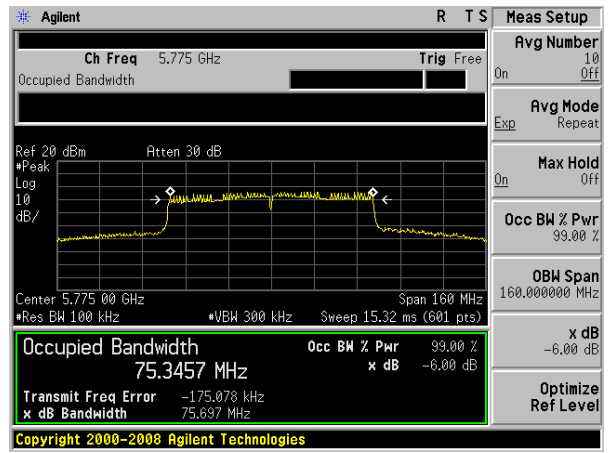 Agilent R T S Meas Setup
Ch Freq 5.775 GHz Trig Free
Occupied Bandwidth
Avg Number
10
On Off
Avg Mode
Exp Repeat
Max Hold
On Off
Occ BW % Pwr
99.00 %
OBW Span
160.000000 MHz
x dB
-6.00 dB
Optimize
Ref Level
Ref 20 dBm Atten 30 dB
#Peak
Log
10
dB/
Center 5.775 00 GHz Span 160 MHz
#Res BW 100 kHz #VBW 300 kHz Sweep 15.32 ms (601 pts)
Occupied Bandwidth Occ BW % Pwr 99.00 %
75.3457 MHz x dB -6.00 dB
Transmit Freq Error -175.078 kHz
x dB Bandwidth 75.697 MHz
Copyright 2000-2008 Agilent Technologies